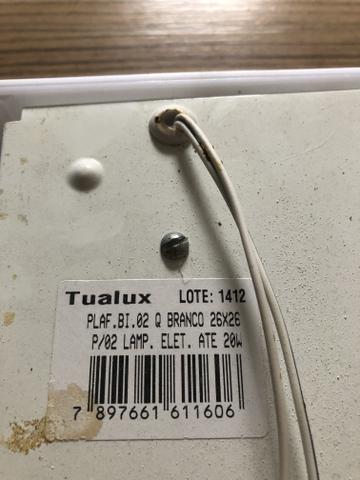 Tualux LOTE: 1412
PLAF.BI.02 Q BRANCO 26X26
P/02 LAMP. ELET. ATE 20W
7 897661 611606